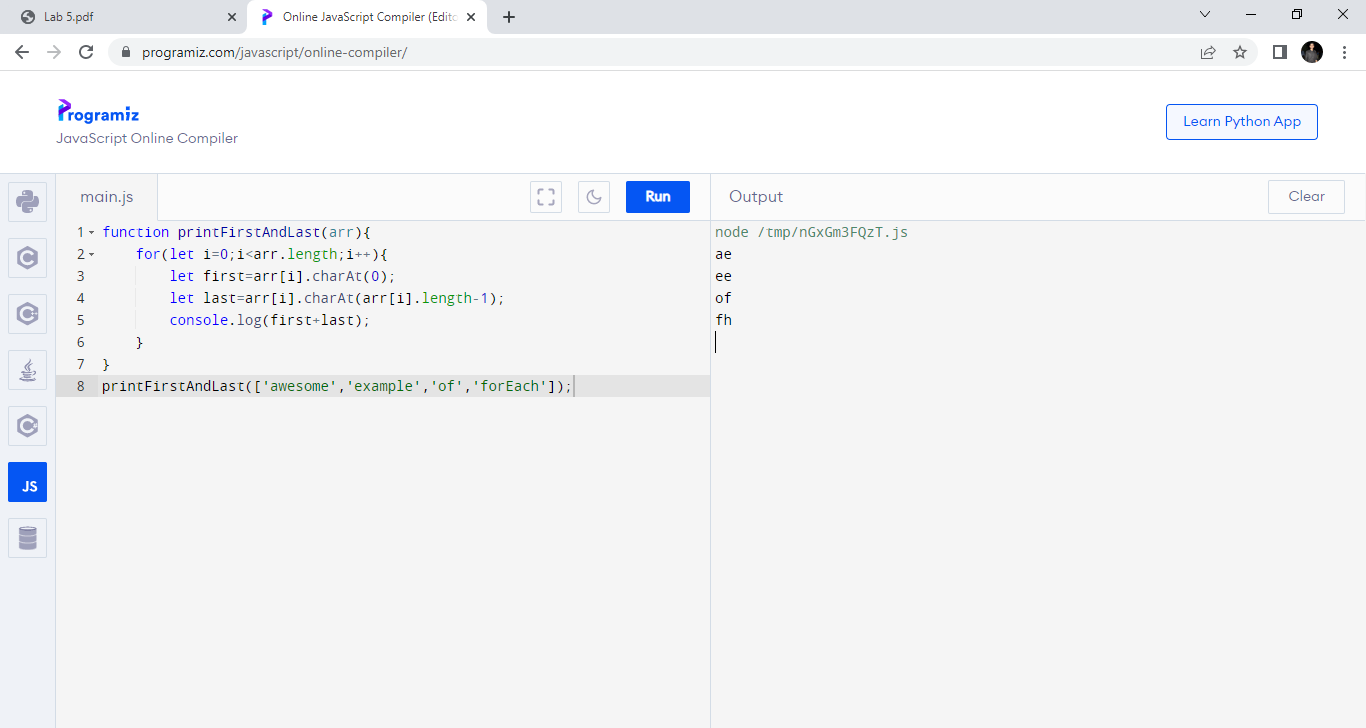 Lab 5.pdf
Online JavaScript Compiler (Edito
programiz.com/javascript/online-compiler/
Programiz
JavaScript Online Compiler
Learn Python App
main.js
Run
Output
Clear
1 function printFirstAndLast(arr){
2     for(let i=0;i<arr.length;i++){
3         let first=arr[i].charAt(0);
4         let last=arr[i].charAt(arr[i].length-1);
5         console.log(first+last);
6     }
7 }
8 printFirstAndLast(['awesome','example','of','forEach']);
JS
node /tmp/nGxGm3FQzT.js
ae
ee
of
fh